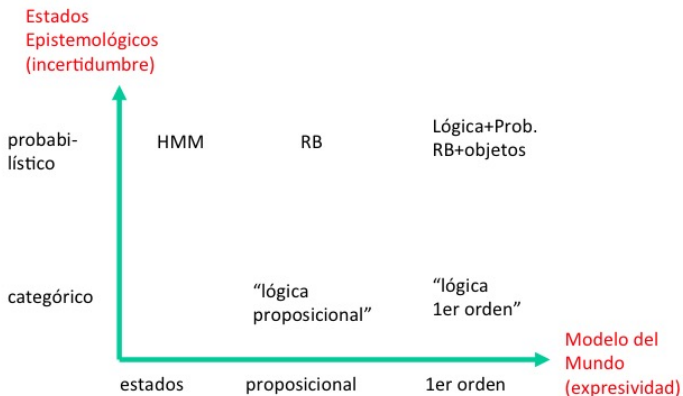 Estados
Epistemológicos
(incertidumbre)
probabi-
lístico
HMM
RB
Lógica+Prob.
RB+objetos
categórico
“lógica
proposicional”
“lógica
1er orden”
Modelo del
Mundo
(expresividad)
estados
proposicional
1er orden